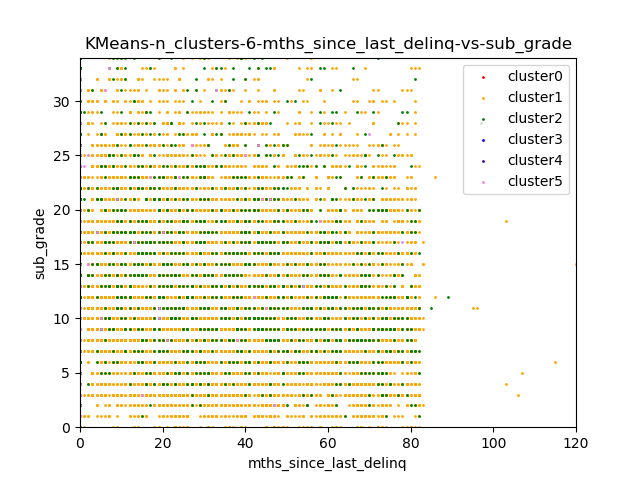 KMeans-n_clusters-6-mths_since_last_delinq-vs-sub_grade
cluster0
cluster1
cluster2
cluster3
cluster4
cluster5
30
25
20
15
10
5
0
sub_grade
0 20 40 60 80 100 120
mths_since_last_delinq